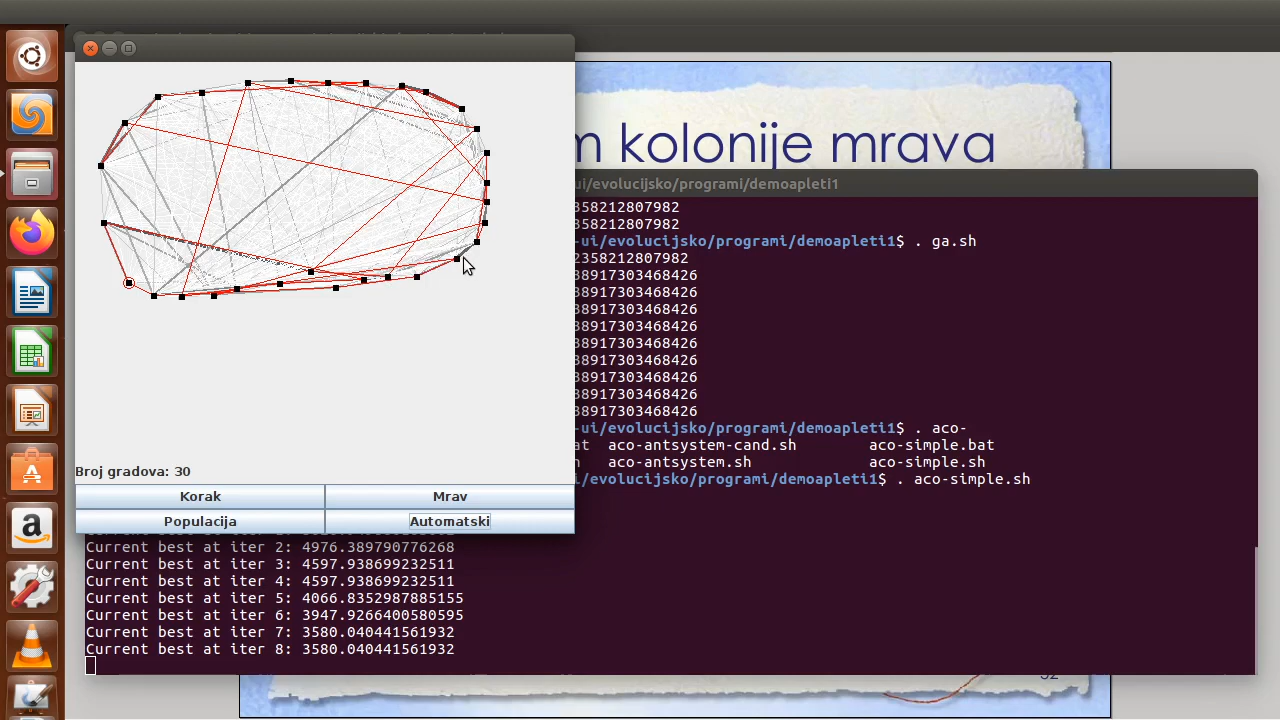 m kolonije mrava
ui/evolucijsko/programi/demoapleti1
358212807982
358212807982
-ui/evolucijsko/programi/demoapleti1$ . ga.sh
2358212807982
38917303468426
38917303468426
38917303468426
38917303468426
38917303468426
38917303468426
38917303468426
38917303468426
38917303468426
-ui/evolucijsko/programi/demoapleti1$ . aco-
at aco-antsystem-cand.sh aco-simple.bat
h aco-antsystem.sh aco-simple.sh
i/evolucijsko/programi/demoapleti1$ . aco-simple.sh
Broj gradova: 30
Korak
Mrav
Populacija
Automatski
Current best at iter 2: 4976.389790776268
Current best at iter 3: 4597.938699232511
Current best at iter 4: 4597.938699232511
Current best at iter 5: 4066.8352987885155
Current best at iter 6: 3947.9266400580595
Current best at iter 7: 3580.040441561932
Current best at iter 8: 3580.040441561932